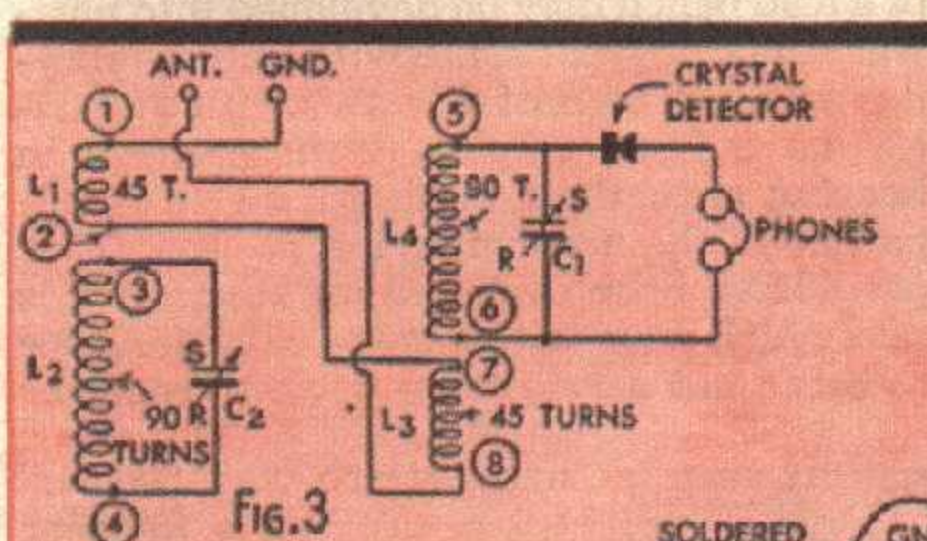 ANT. GND.
CRYSTAL
DETECTOR
1
5
L1 45 T.
90 T. S
2
L4
PHONES
R C1
3
6
S
7
L2
90 R C2
TURNS
L3 45 TURNS
8
4
FIG.3
SOLDERED
GN